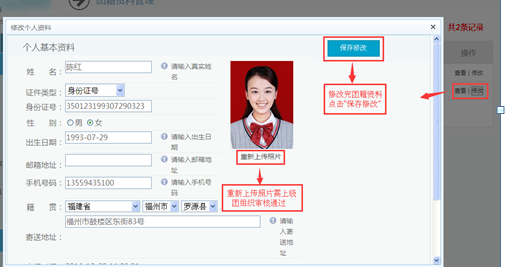 团籍资料管理
修改个人资料
共2条记录
个人基本资料
保存修改
操作
姓 名： 陈红 请输入真实姓名
查看 | 修改
证件类型： 身份证号
修改完团籍资料
点击"保存修改"
查看 | 修改
身份证号： 350123199307290323
性 别： 男 女
出生日期： 1993-07-29 请输入出生日期
重新上传照片
邮箱地址： 请输入邮箱地址
手机号码： 13559435100 请输入手机号码
重新上传照片需上级
团组织审核通过
籍 贯： 福建省 福州市 罗源县
福州市鼓楼区东街83号
请输入寄送地址
寄送地址：